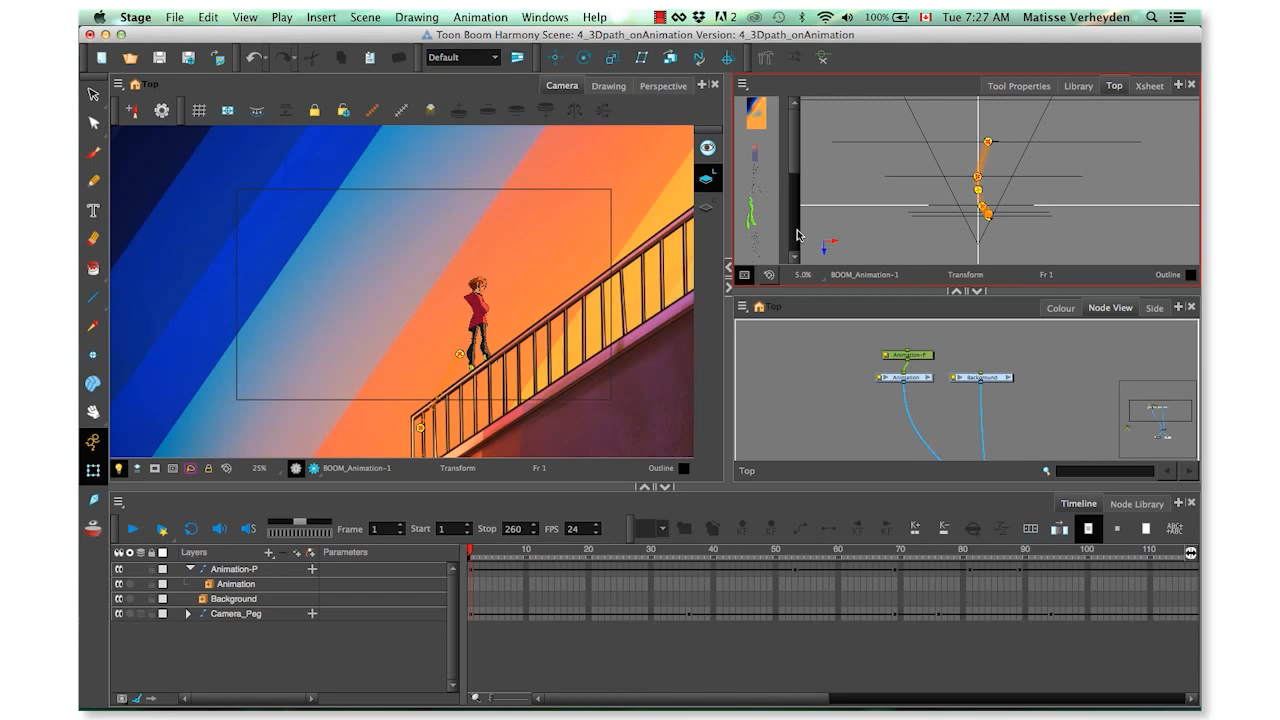 Stage File Edit View Play Insert Scene Drawing Animation Windows Help 2 100% Tue 7:27 AM Matisse Verheyden
Toon Boom Harmony Scene: 4_3Dpath_onAnimation Version: 4_3Dpath_onAnimation
Default
Top Camera Drawing Perspective
Tool Properties Library Top Xsheet
5.0% BOOM_Animation-1 Transform Fr 1 Outline
Top Colour Node View Side
Animation-P
Animation Background
25% BOOM_Animation-1 Transform Fr 1 Outline
Top
Timeline Node Library
Frame 1 Start 1 Stop 260 FPS 24
Layers Parameters 10 20 30 40 50 60 70 80 90 100 110
Animation-P
Animation
Background
Camera_Peg